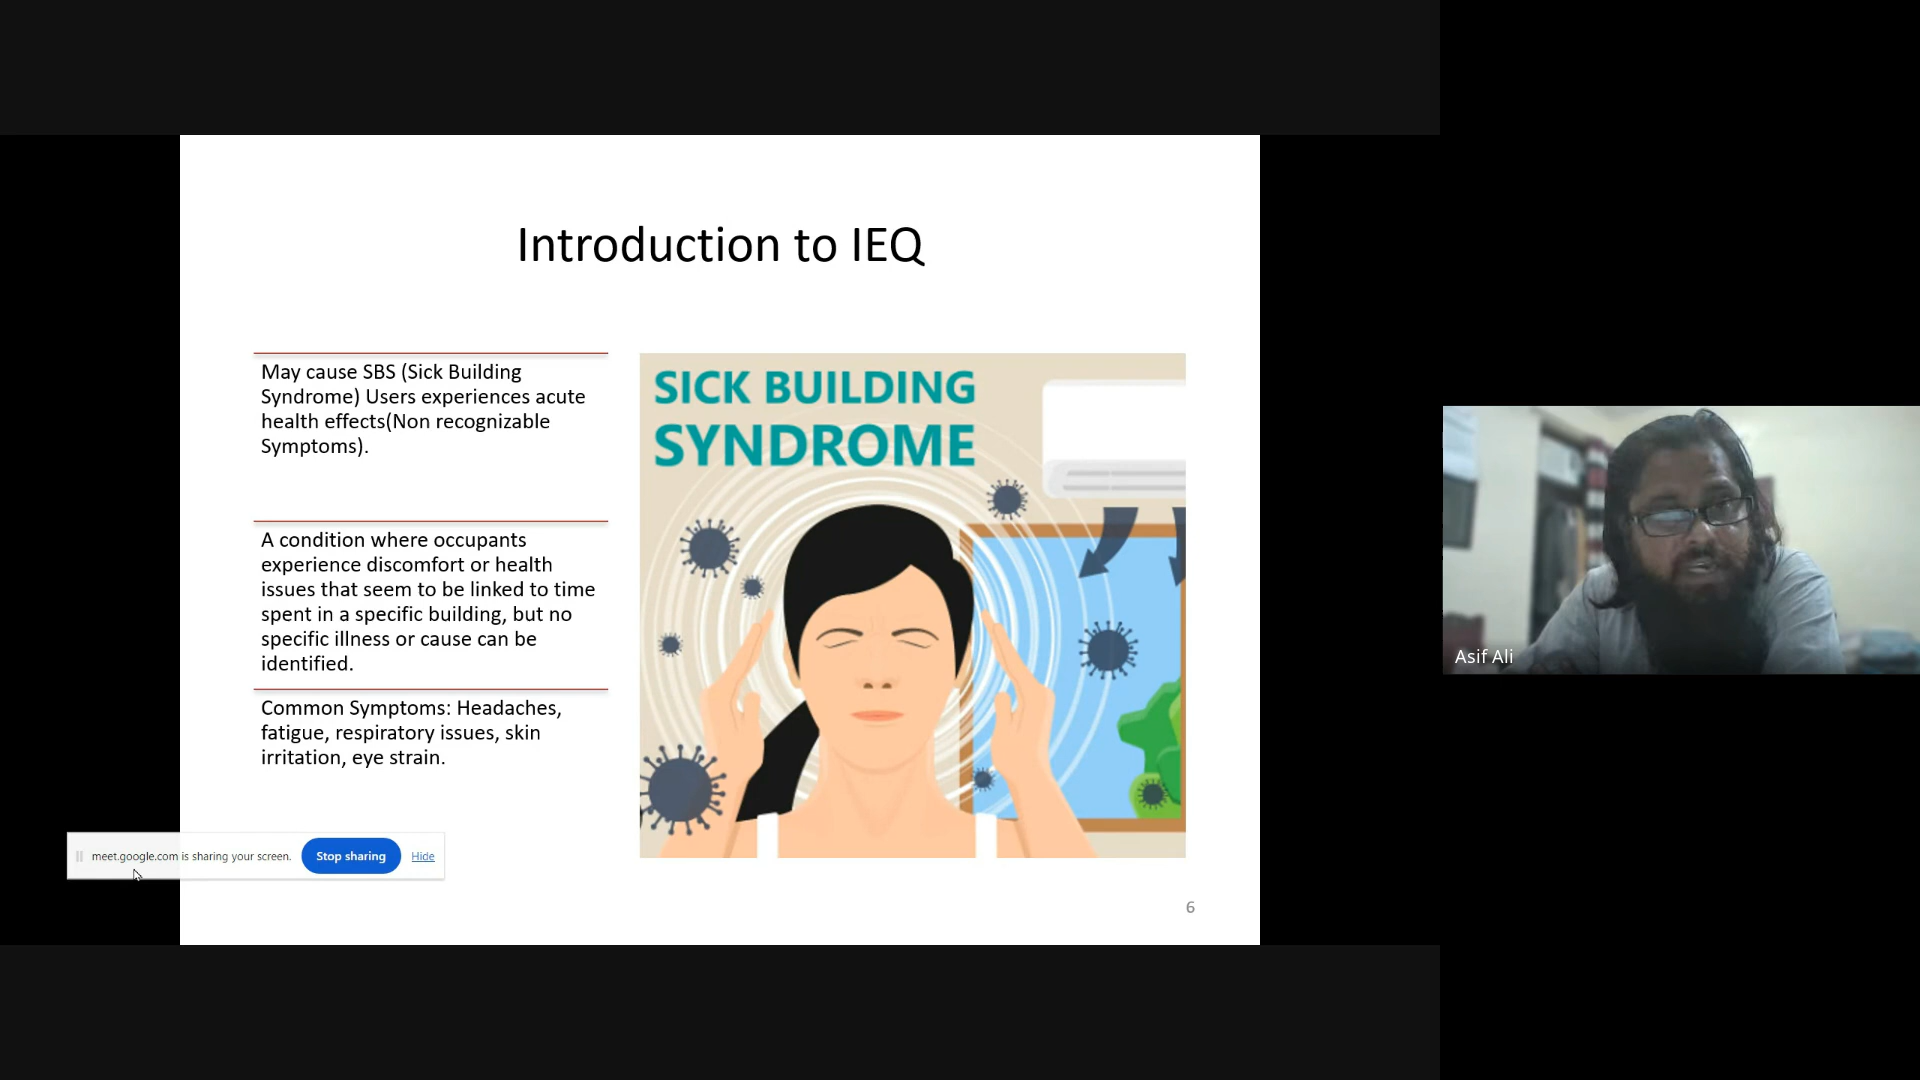 Introduction to IEQ
May cause SBS (Sick Building
Syndrome) Users experiences acute
health effects(Non recognizable
Symptoms).
A condition where occupants
experience discomfort or health
issues that seem to be linked to time
spent in a specific building, but no
specific illness or cause can be
identified.
Common Symptoms: Headaches,
fatigue, respiratory issues, skin
irritation, eye strain.
SICK BUILDING
SYNDROME
Asif Ali
meet.google.com is sharing your screen. Stop sharing Hide
6